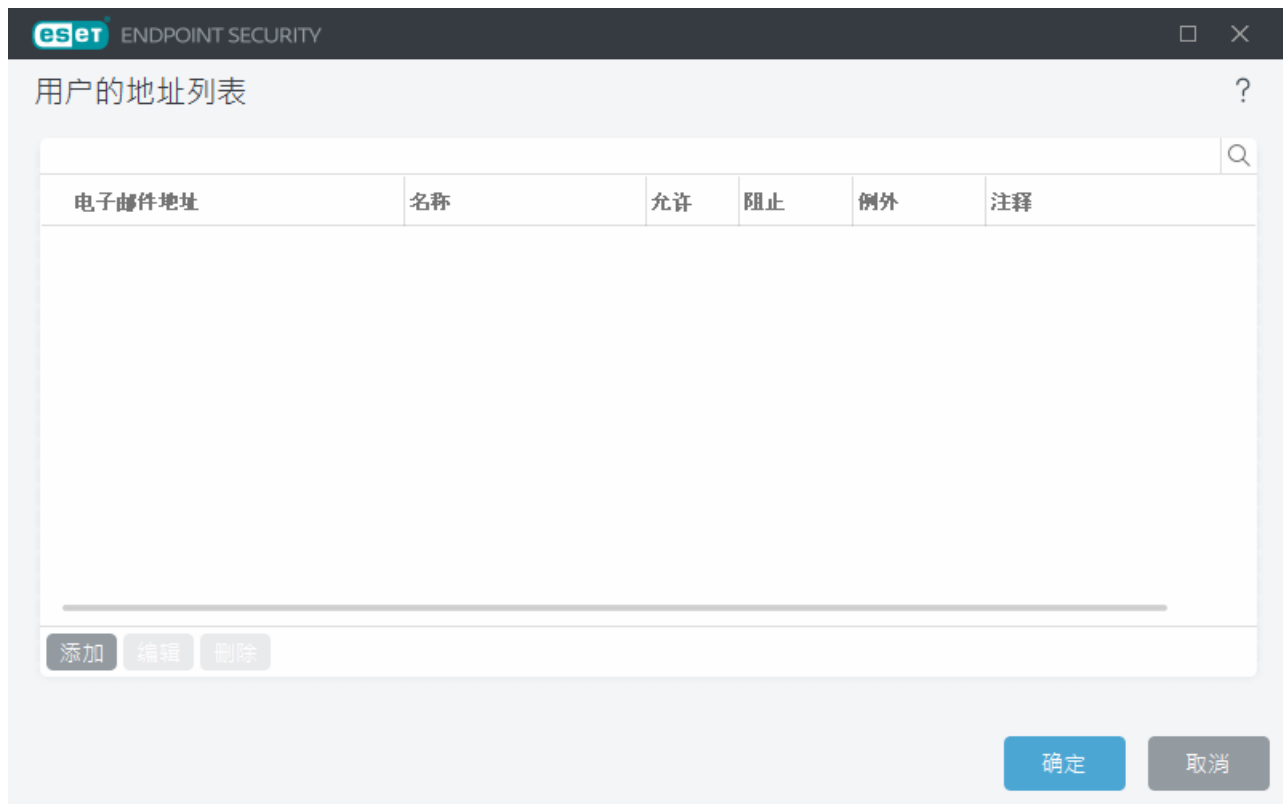 eset ENDPOINT SECURITY
用户的地址列表 ?
电子邮件地址 名称 允许 阻止 例外 注释
添加 编辑 删除
确定 取消